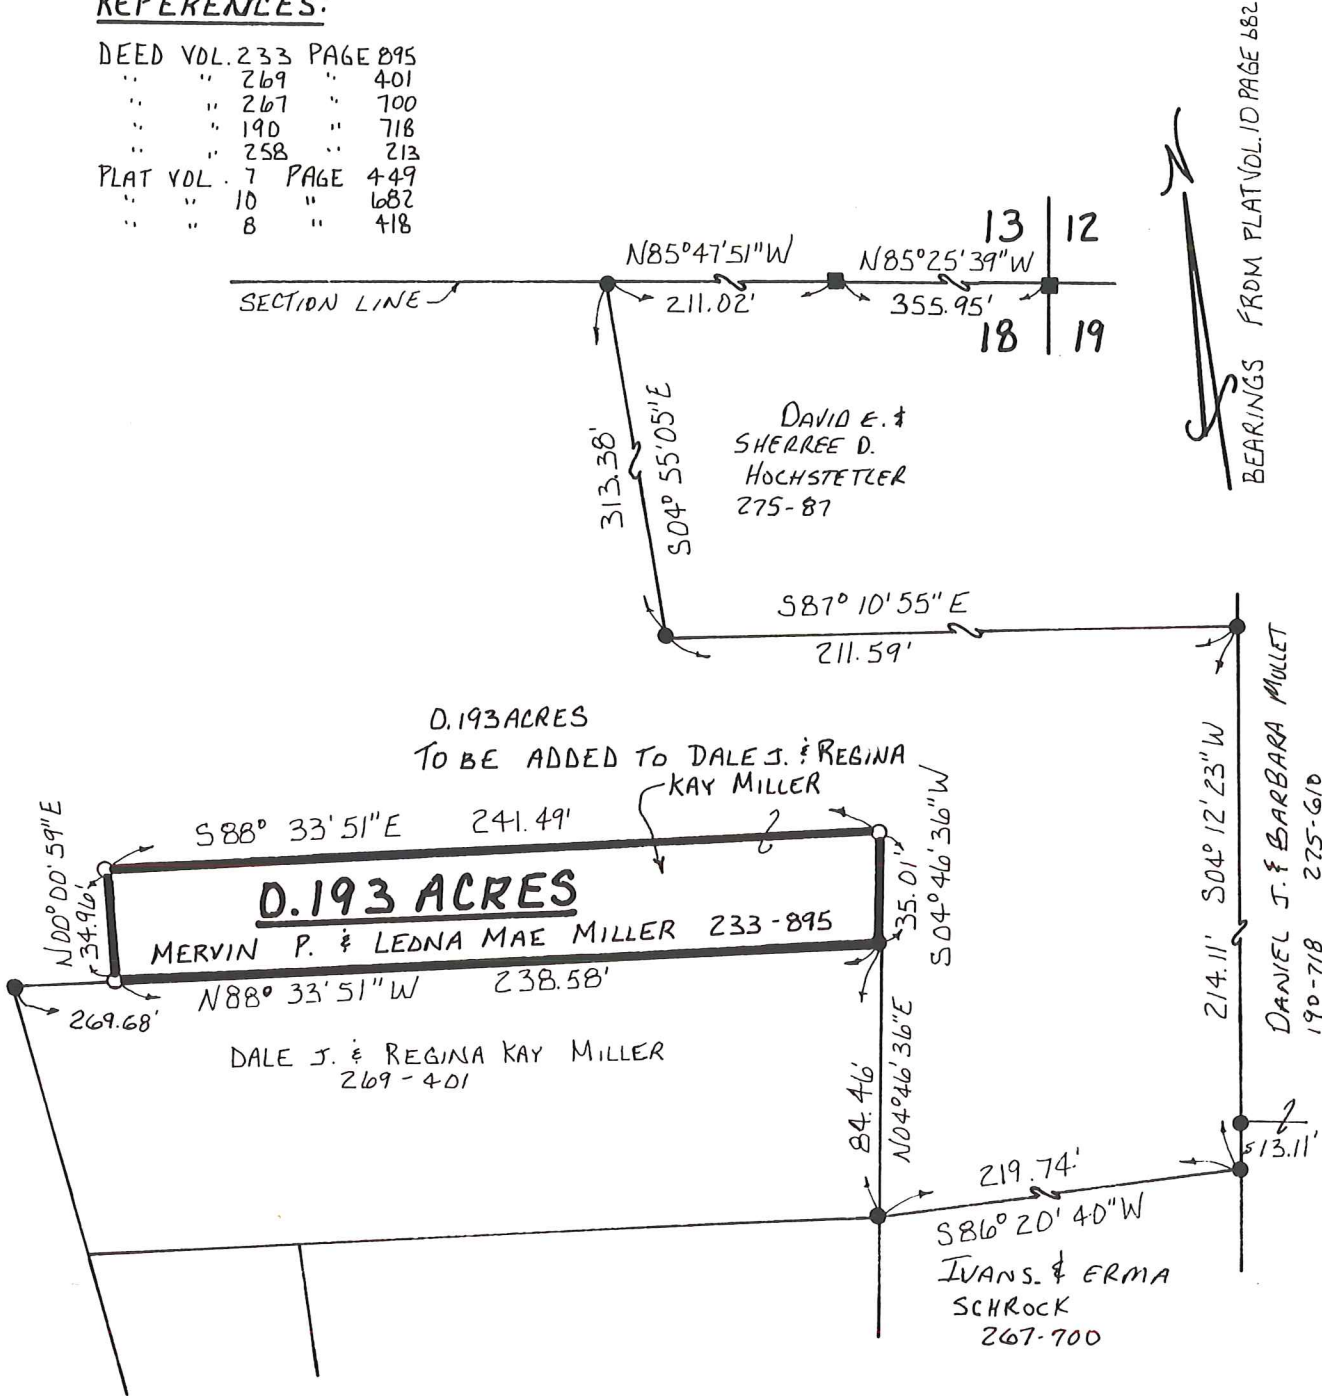 REFERENCES:
DEED VOL. 233 PAGE 895
" " 269 " 401
" " 267 " 700
" " 190 " 718
" " 258 " 213
PLAT VOL. 7 PAGE 449
" " 10 " 682
" " 8 " 418
BEARINGS FROM PLAT VOL. 10 PAGE 682
N
13 12
18 19
N85°47'51"W
N85°25'39"W
SECTION LINE
211.02'
355.95'
313.38'
S04° 55'05"E
DAVID E. &
SHERREE D.
HOCHSTETLER
275-87
S87° 10'55" E
211.59'
0.193 ACRES
TO BE ADDED TO DALE J. & REGINA
KAY MILLER
214.11' S04° 12'23"W
DANIEL J. & BARBARA MULLET
190-718 225-610
N00°00'59"E
34.96'
S88° 33'51"E 241.49'
0.193 ACRES
MERVIN P. & LEONA MAE MILLER 233-895
35.01'
S04°46'36"W
N88° 33'51"W 238.58'
269.68'
DALE J. & REGINA KAY MILLER
269-401
84.46'
N04°46'36"E
13.11'
219.74'
S86° 20' 40"W
IVAN S. & ERMA
SCHROCK
267-700